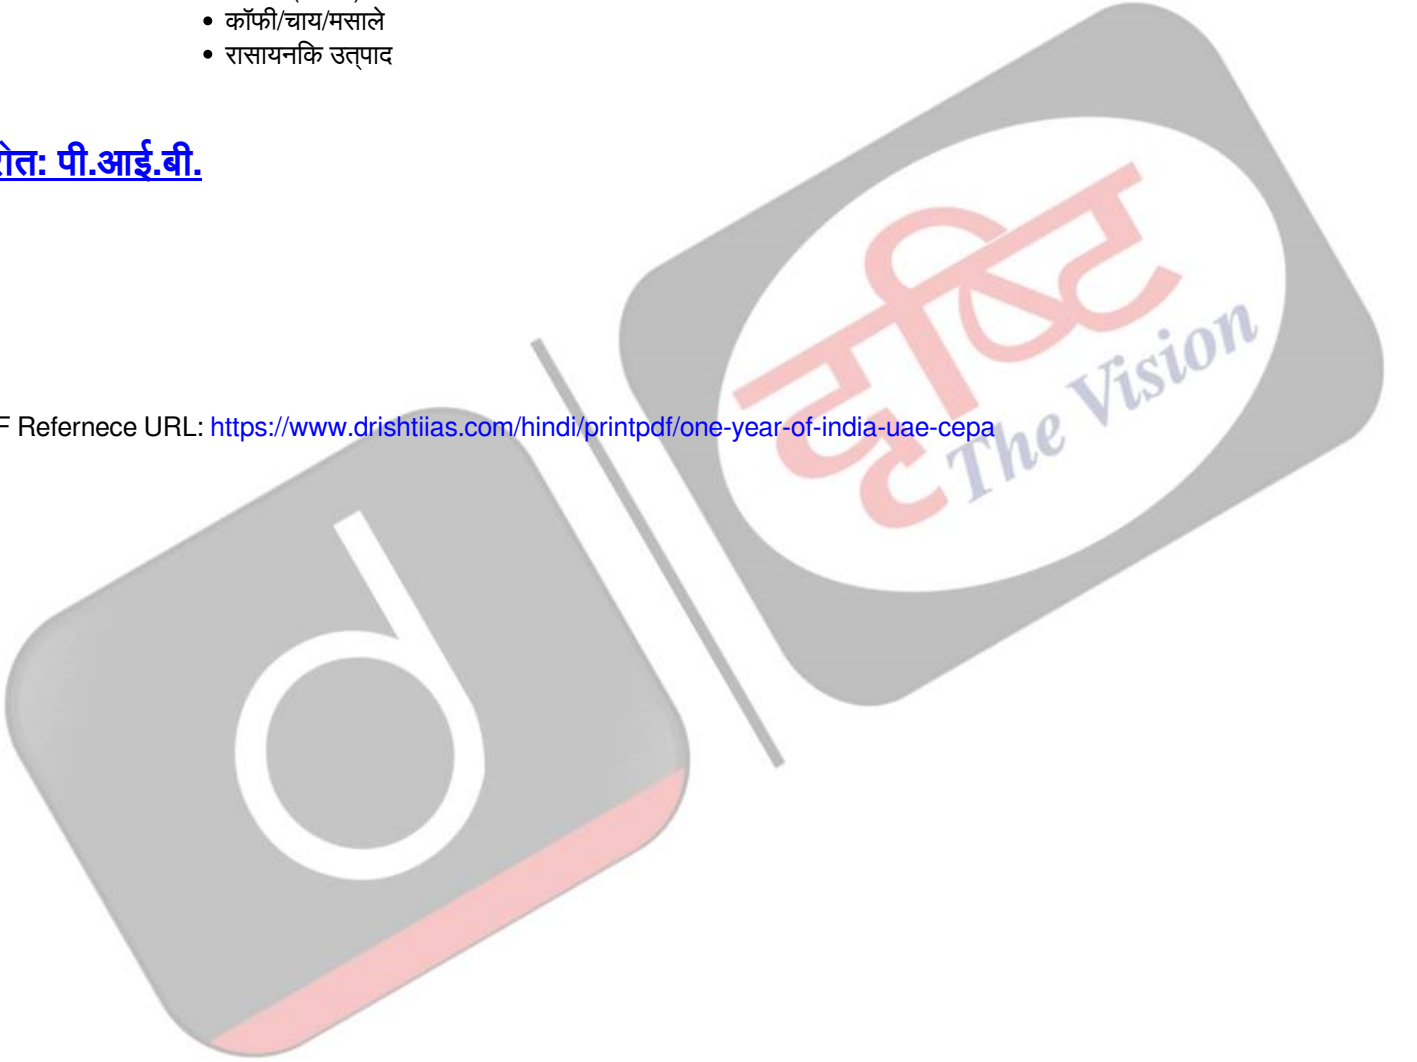 • कॉफी/चाय/मसाले
• रासायनिक उत्पाद
रोत: पी.आई.बी.
F Refernece URL: https://www.drishtiias.com/hindi/printpdf/one-year-of-india-uae-cepa
दृष्टि
The Vision
d